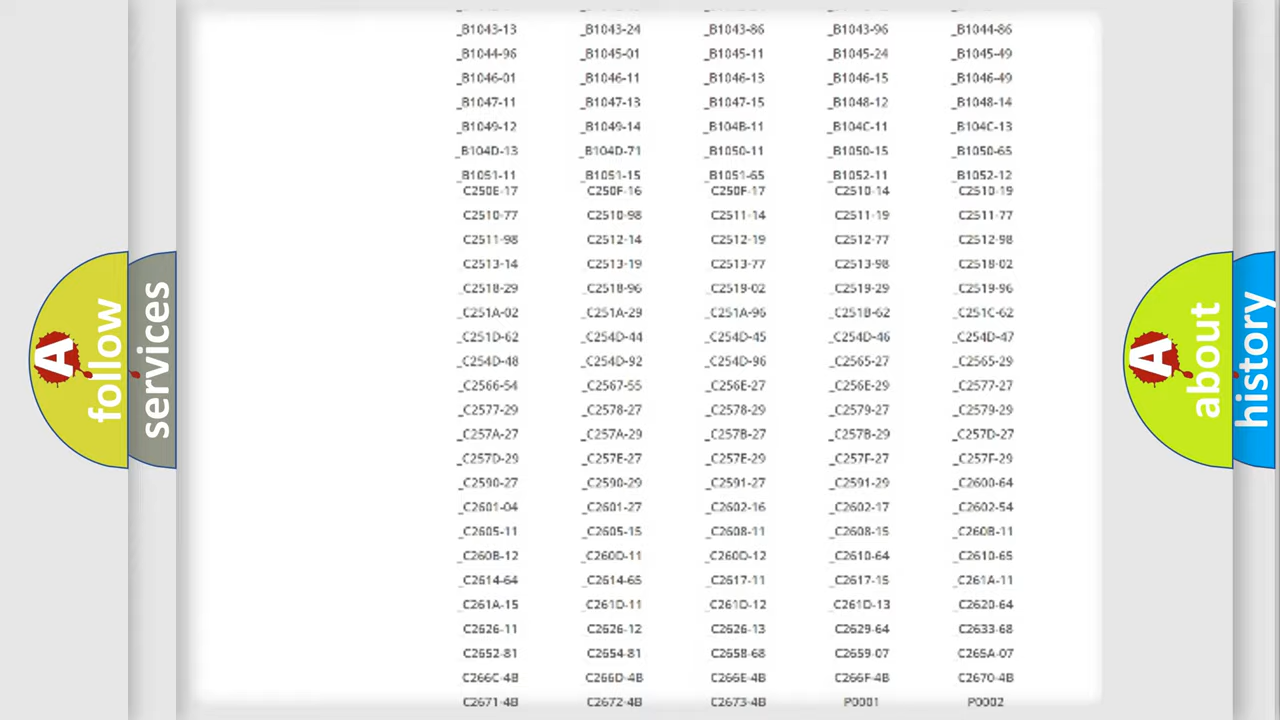 _B1043-13 _B1043-24 _B1043-86 _B1043-96 _B1044-86
_B1044-96 _B1045-01 _B1045-11 _B1045-24 _B1045-49
_B1046-01 _B1046-11 _B1046-13 _B1046-15 _B1046-49
_B1047-11 _B1047-13 _B1047-15 _B1048-12 _B1048-14
_B1049-12 _B1049-14 _B104B-11 _B104C-11 _B104C-13
_B104D-13 _B104D-71 _B1050-11 _B1050-15 _B1050-65
_B1051-11 _B1051-15 _B1051-65 _B1052-11 _B1052-12
C250E-17 C250F-16 C250F-17 C2510-14 C2510-19
C2510-77 C2510-98 C2511-14 C2511-19 C2511-77
C2511-98 C2512-14 C2512-19 C2512-77 C2512-98
C2513-14 C2513-19 C2513-77 C2513-98 C2518-02
_C2518-29 _C2518-96 _C2519-02 _C2519-29 _C2519-96
_C251A-02 _C251A-29 _C251A-96 _C251B-62 _C251C-62
_C251D-62 _C254D-44 _C254D-45 _C254D-46 _C254D-47
_C254D-48 _C254D-92 _C254D-96 _C2565-27 _C2565-29
_C2566-54 _C2567-55 _C256E-27 _C256E-29 _C2577-27
_C2577-29 _C2578-27 _C2578-29 _C2579-27 _C2579-29
_C257A-27 _C257A-29 _C257B-27 _C257B-29 _C257D-27
_C257D-29 _C257E-27 _C257E-29 _C257F-27 _C257F-29
_C2590-27 _C2590-29 _C2591-27 _C2591-29 _C2600-64
_C2601-04 _C2601-27 _C2602-16 _C2602-17 _C2602-54
_C2605-11 _C2605-15 _C2608-11 _C2608-15 _C260B-11
_C260B-12 _C260D-11 _C260D-12 _C2610-64 _C2610-65
_C2614-64 _C2614-65 _C2617-11 _C2617-15 _C261A-11
_C261A-15 _C261D-11 _C261D-12 _C261D-13 _C2620-64
C2626-11 C2626-12 C2626-13 C2629-64 C2633-68
C2652-81 C2654-81 C2658-68 C2659-07 C265A-07
C266C-4B C266D-4B C266E-4B C266F-4B C2670-4B
C2671-4B C2672-4B C2673-4B P0001 P0002
A follow
services
A about
history